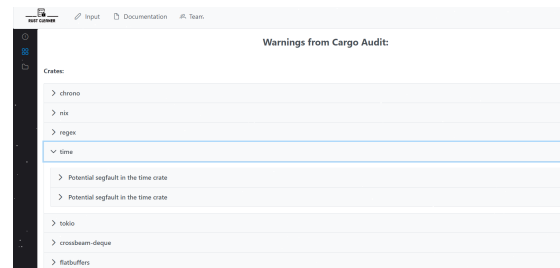 RUST CLEANER
Input
Documentation
Team.
Warnings from Cargo Audit:
Crates:
chrono
nix
regex
time
Potential segfault in the time crate
Potential segfault in the time crate
tokio
crossbeam-deque
flatbuffers